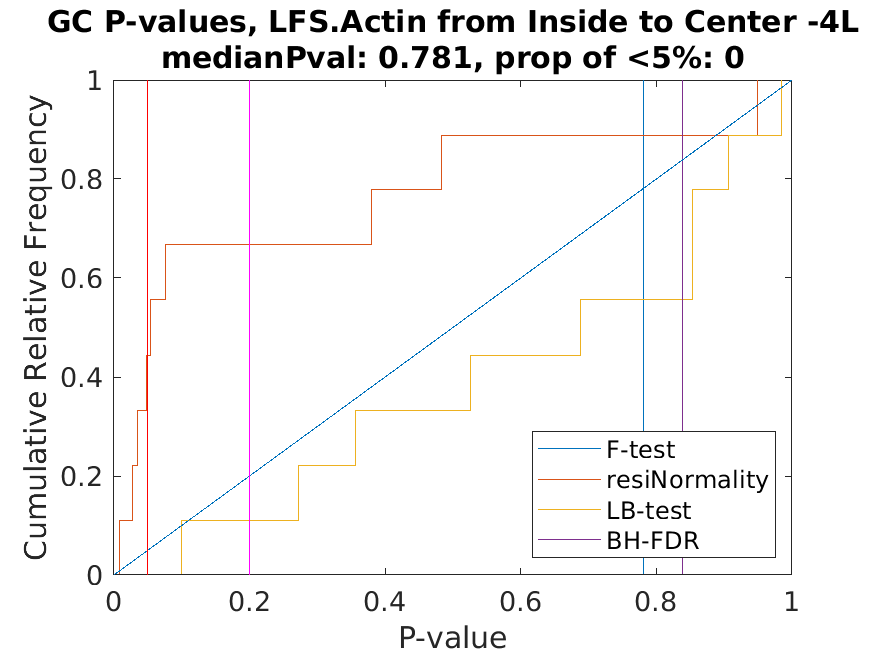 GC P-values, LFS.Actin from Inside to Center -4L
medianPval: 0.781, prop of <5%: 0
Cumulative Relative Frequency
1
0.8
0.6
0.4
0.2
0
0 0.2 0.4 0.6 0.8 1
P-value
F-test
resiNormality
LB-test
BH-FDR